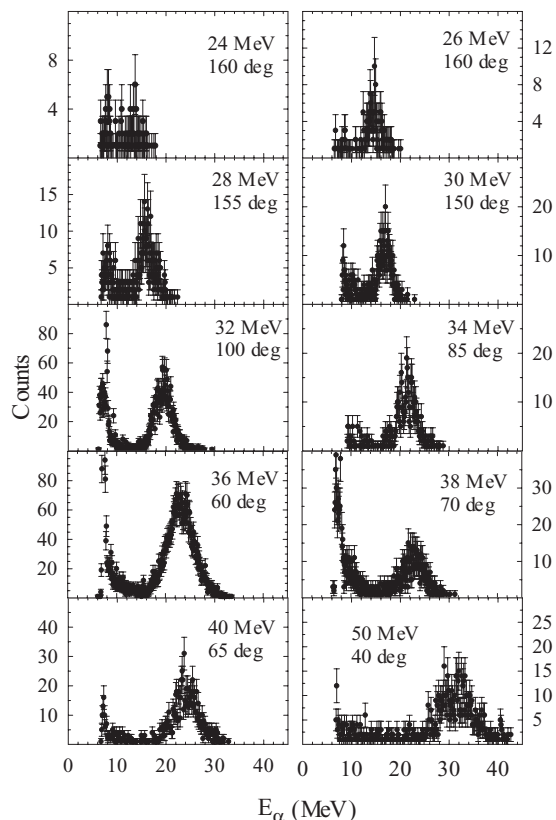 24 MeV
160 deg
8
4
26 MeV
160 deg
12
8
4
28 MeV
155 deg
15
10
5
30 MeV
150 deg
20
10
32 MeV
100 deg
80
60
40
20
34 MeV
85 deg
20
10
Counts
36 MeV
60 deg
80
60
40
20
38 MeV
70 deg
30
20
10
40 MeV
65 deg
40
30
20
10
50 MeV
40 deg
25
20
15
10
5
0 10 20 30 40
0 10 20 30 40
Eα (MeV)